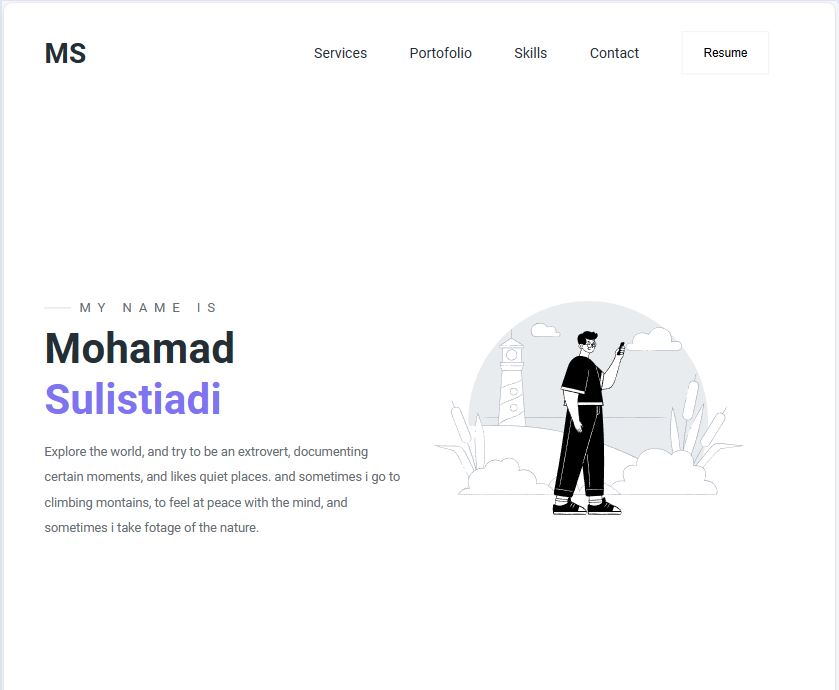 MS
Services Portofolio Skills Contact Resume
MY NAME IS
Mohamad
Sulistiadi
Explore the world, and try to be an extrovert, documenting
certain moments, and likes quiet places. and sometimes i go to
climbing montains, to feel at peace with the mind, and
sometimes i take fotage of the nature.